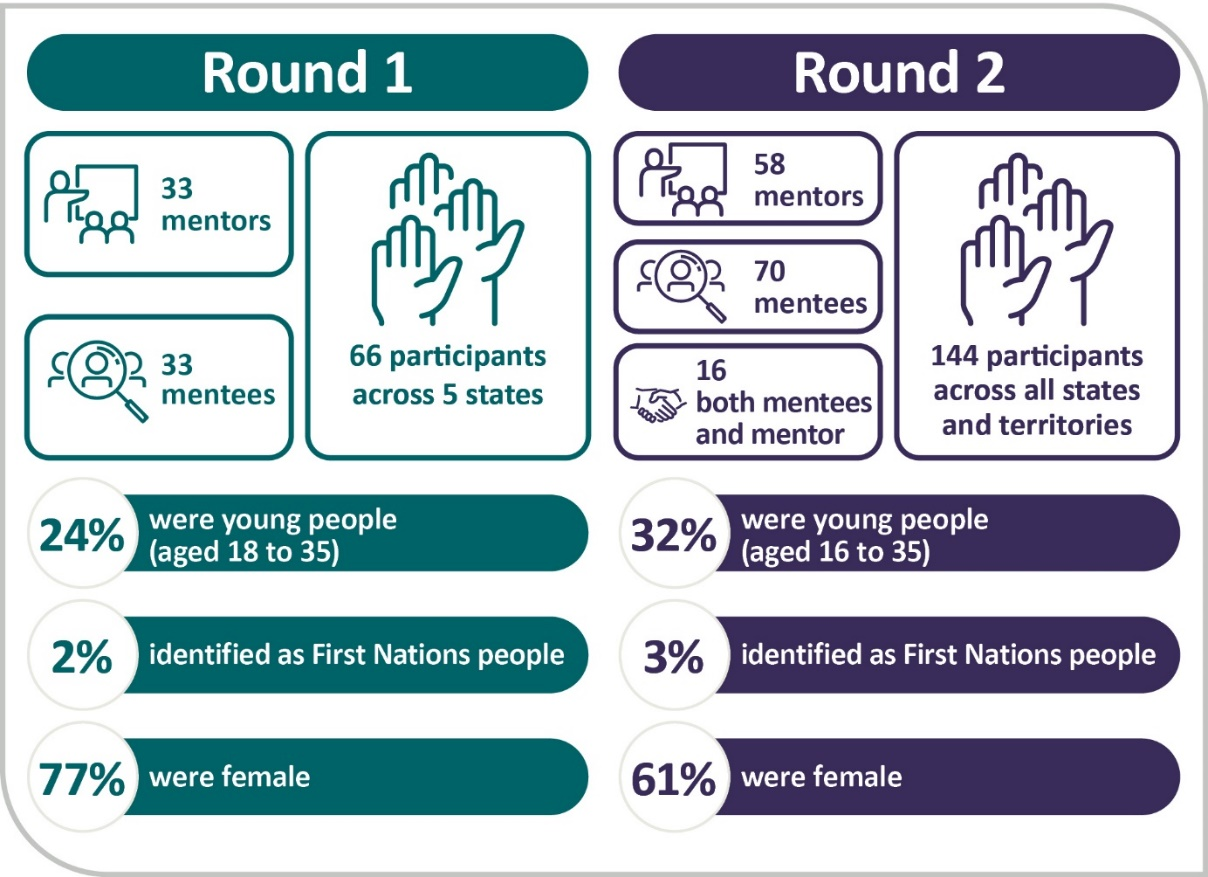 Round 1
33
mentors
33
mentees
66 participants
across 5 states
24%
were young people
(aged 18 to 35)
2%
identified as First Nations people
77%
were female
Round 2
58
mentors
70
mentees
16
both mentees
and mentor
144 participants
across all states
and territories
32%
were young people
(aged 16 to 35)
3%
identified as First Nations people
61%
were female